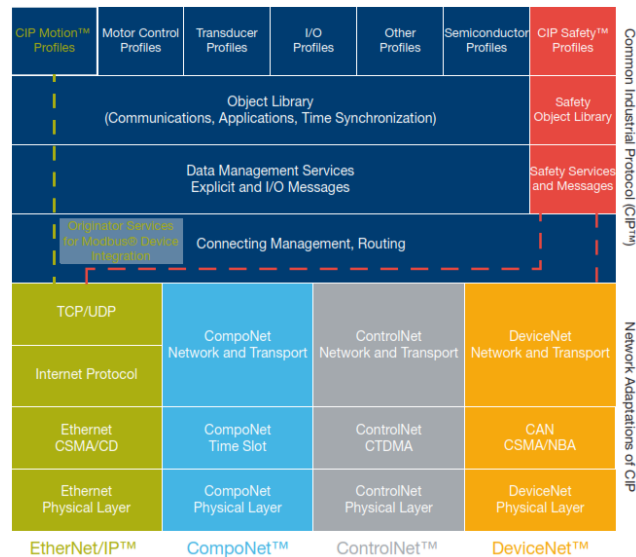 CIP Motion™
Profiles
Motor Control
Profiles
Transducer
Profiles
I/O
Profiles
Other
Profiles
Semiconductor
Profiles
CIP Safety™
Profiles
Object Library
(Communications, Applications, Time Synchronization)
Safety
Object Library
Data Management Services
Explicit and I/O Messages
Safety Services
and Messages
Originator Services
for Modbus® Device
Integration
Connecting Management, Routing
Common Industrial Protocol (CIP™)
TCP/UDP
Internet Protocol
CompoNet
Network and Transport
ControlNet
Network and Transport
DeviceNet
Network and Transport
Ethernet
CSMA/CD
CompoNet
Time Slot
ControlNet
CTDMA
CAN
CSMA/NBA
Ethernet
Physical Layer
CompoNet
Physical Layer
ControlNet
Physical Layer
DeviceNet
Physical Layer
Network Adaptations of CIP
EtherNet/IP™
CompoNet™
ControlNet™
DeviceNet™